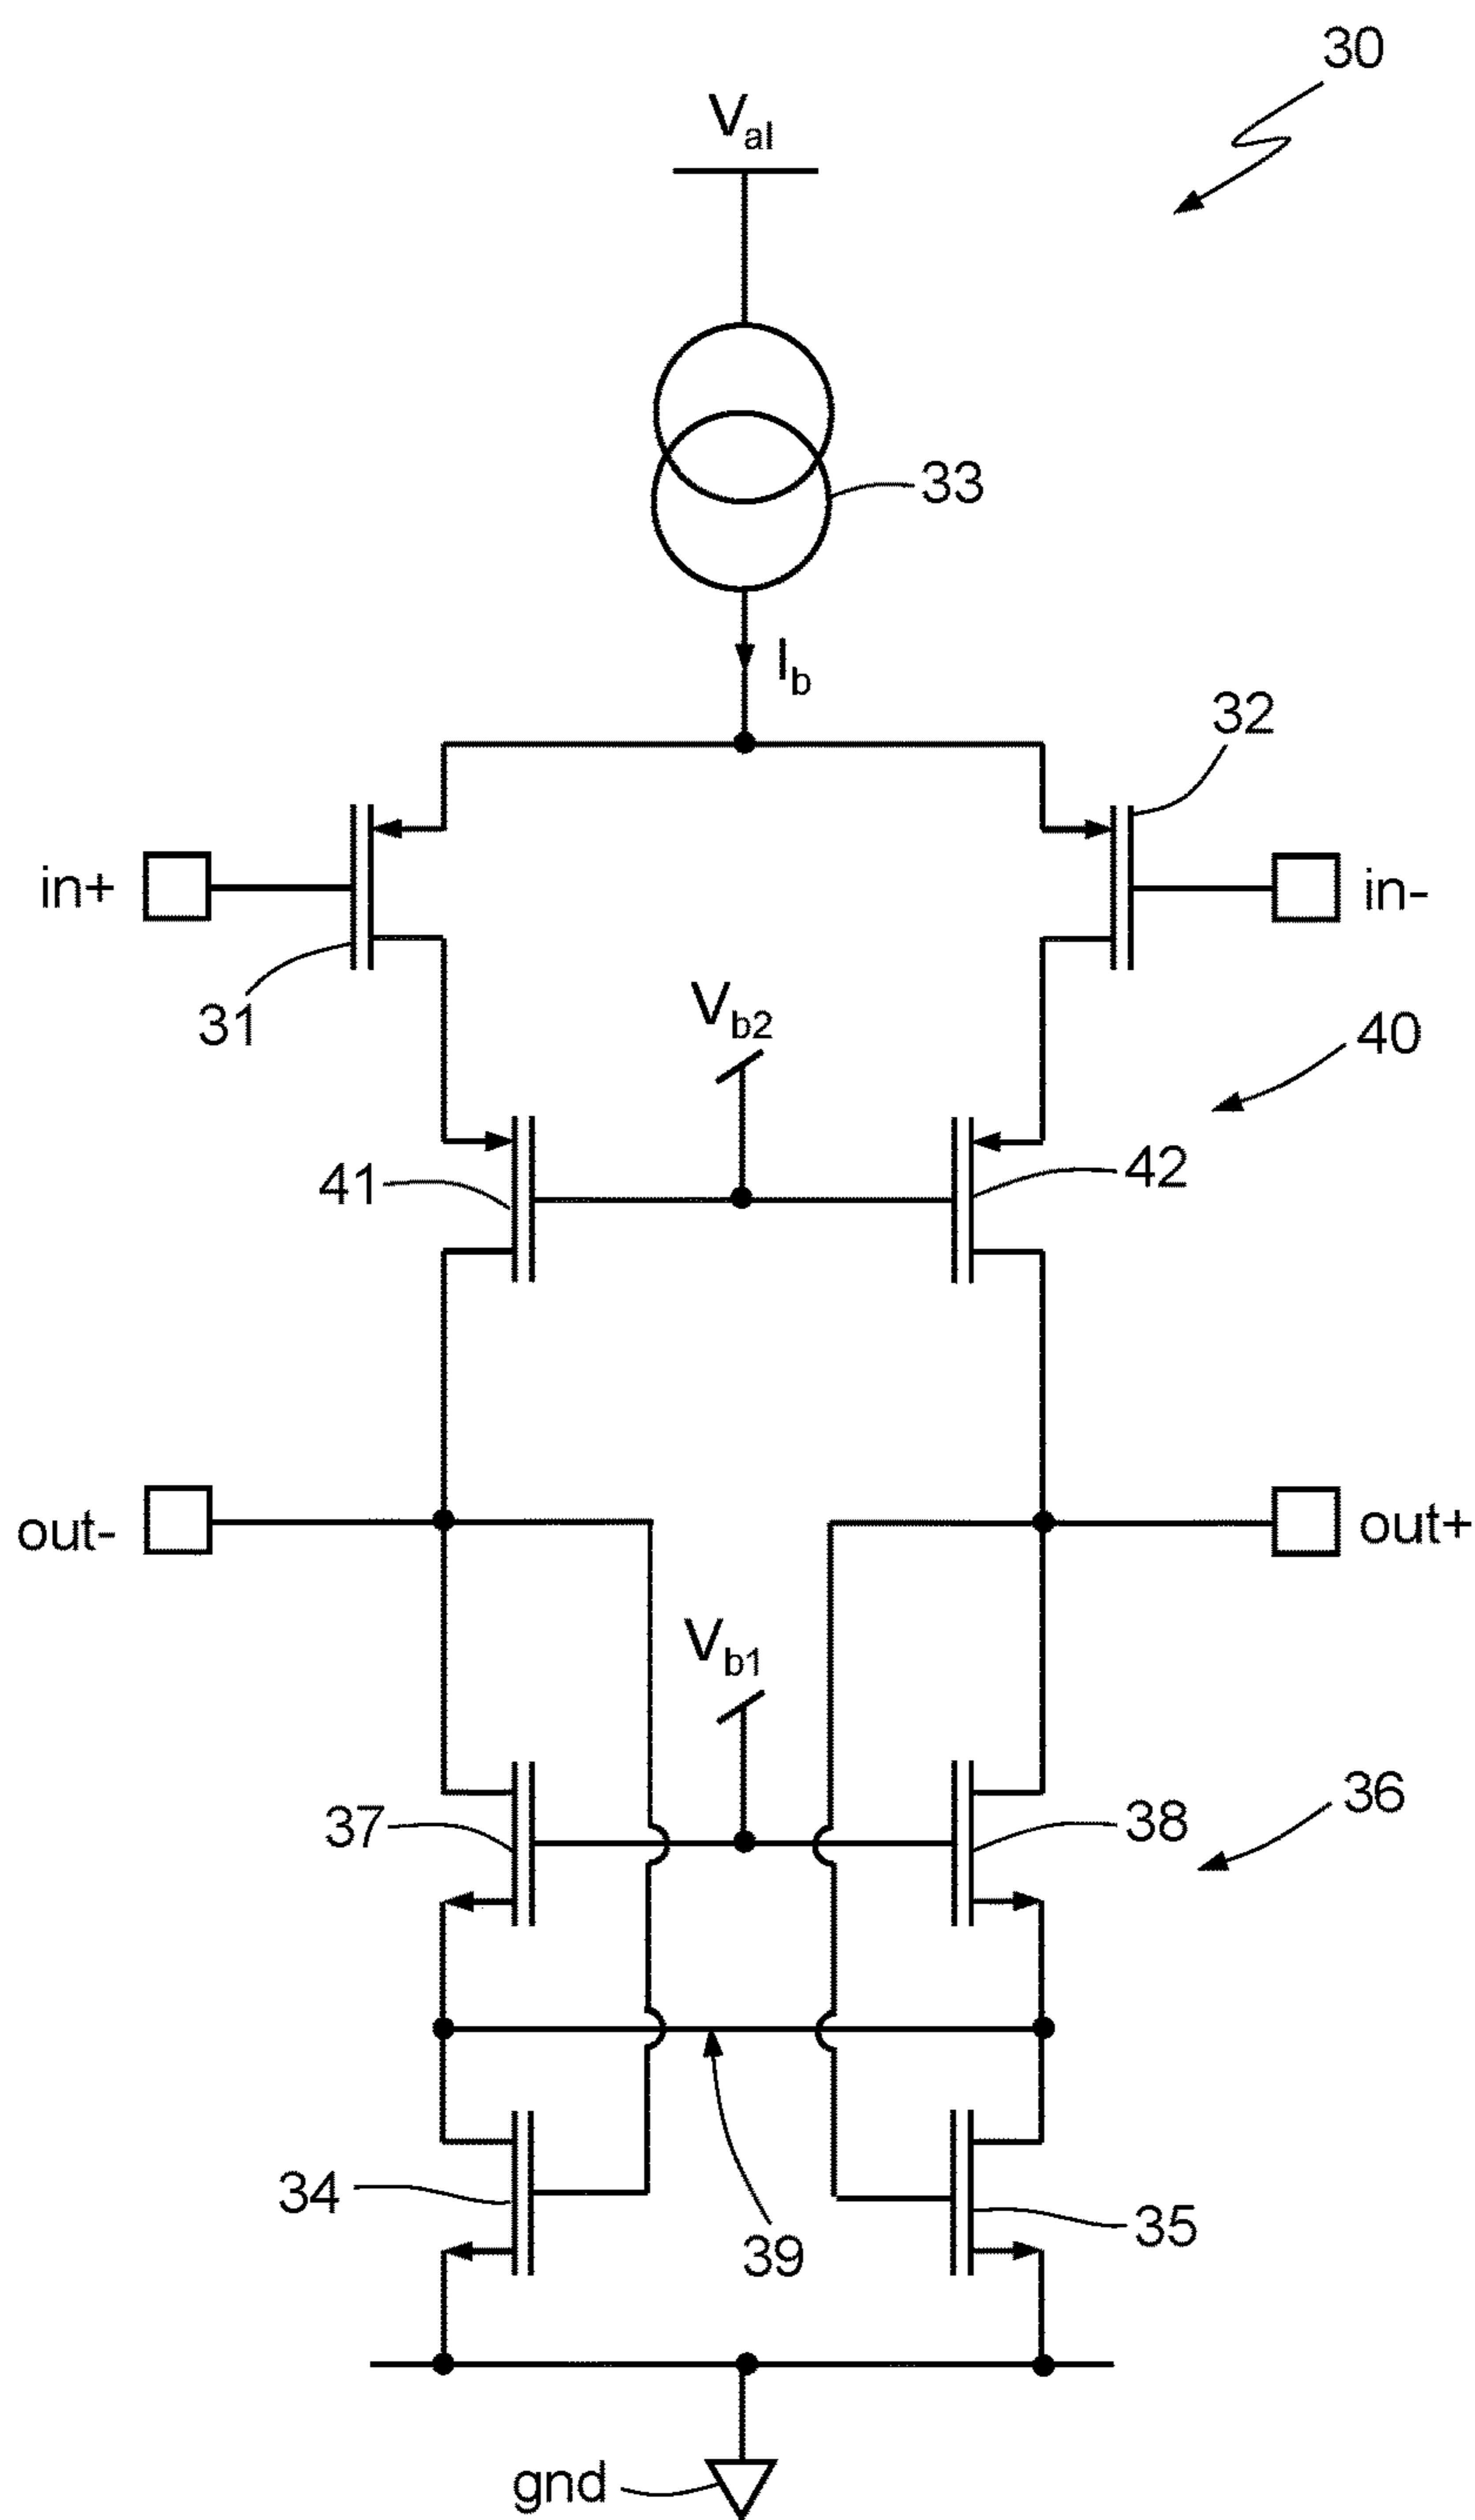 30
Val
33
Ib
32
in+
in-
31
Vb2
40
41
42
out-
out+
Vb1
36
37
38
34
35
39
gnd